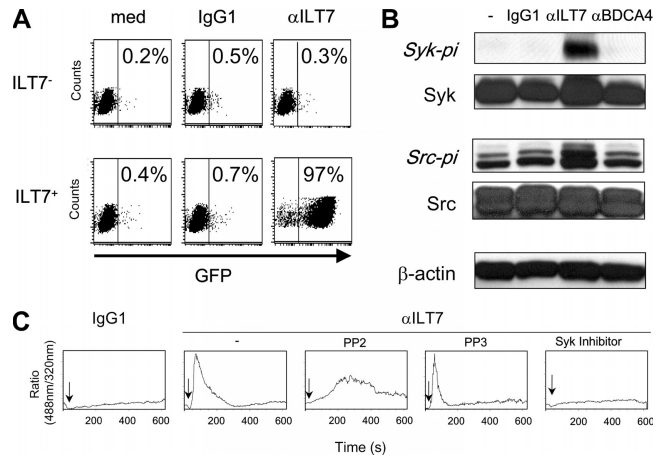 A
med IgG1 αILT7
ILT7-
Counts
0.2%
0.5%
0.3%
ILT7+
Counts
0.4%
0.7%
97%
GFP
B
- IgG1 αILT7 αBDCA4
Syk-pi
Syk
Src-pi
Src
β-actin
C
IgG1
αILT7
- PP2 PP3 Syk Inhibitor
Ratio
(488nm/320nm)
200 400 600 200 400 600 200 400 600 200 400 600 200 400 600
Time (s)